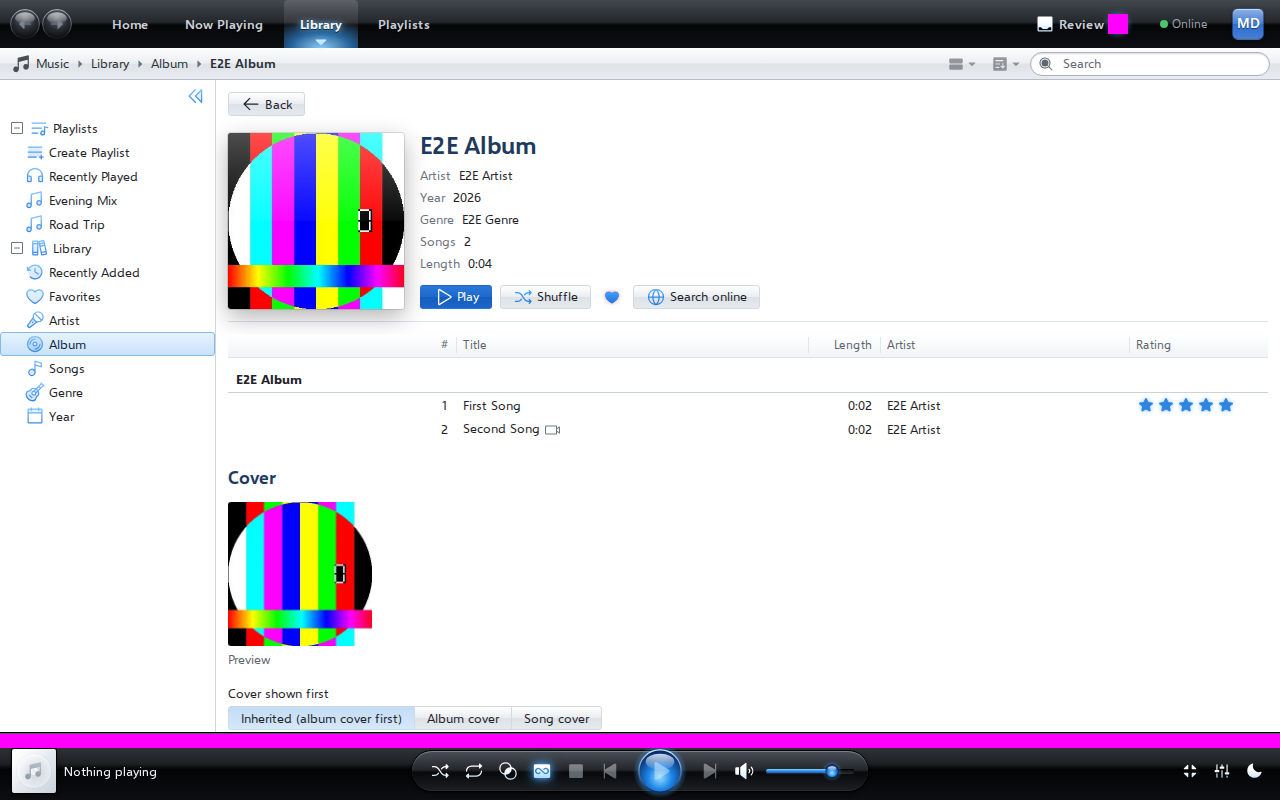 Home
Now Playing
Library
Playlists
Review
Online
MD
Music
Library
Album
E2E Album
Search
Back
Playlists
Create Playlist
Recently Played
Evening Mix
Road Trip
Library
Recently Added
Favorites
Artist
Album
Songs
Genre
Year
E2E Album
Artist E2E Artist
Year 2026
Genre E2E Genre
Songs 2
Length 0:04
Play
Shuffle
Search online
# Title Length Artist Rating
E2E Album
1 First Song 0:02 E2E Artist
2 Second Song 0:02 E2E Artist
Cover
Preview
Cover shown first
Inherited (album cover first)
Album cover
Song cover
Nothing playing